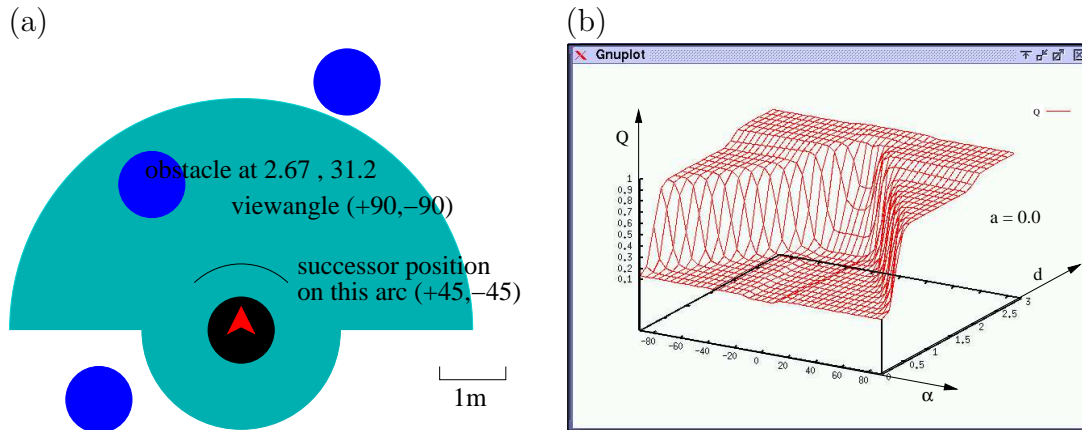 (a)
obstacle at 2.67 , 31.2
viewangle (+90,−90)
successor position
on this arc (+45,−45)
1m
(b)
Gnuplot
Q
Q
1
0.9
0.8
0.7
0.6
0.5
0.4
0.3
0.2
0.1
a = 0.0
d
3
2.5
2
1.5
1
0.5
0
−80
−60
−40
−20
0
20
40
60
80
α